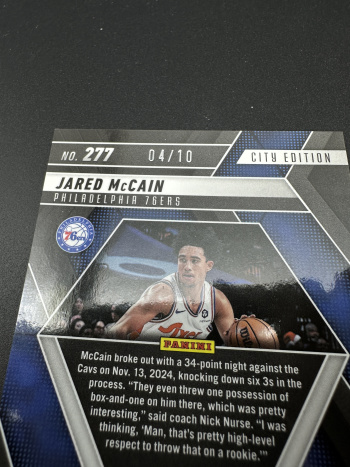 NO. 277
04/10
CITY EDITION
JARED McCAIN
PHILADELPHIA 76ERS
76ers
PANINI
McCain broke out with a 34-point night against the
Cavs on Nov. 13, 2024, knocking down six 3s in the
process. "They even threw one possession of
box-and-one on him there, which was pretty
interesting," said coach Nick Nurse. "I was
thinking, 'Man, that's pretty high-level
respect to throw that on a rookie.'"